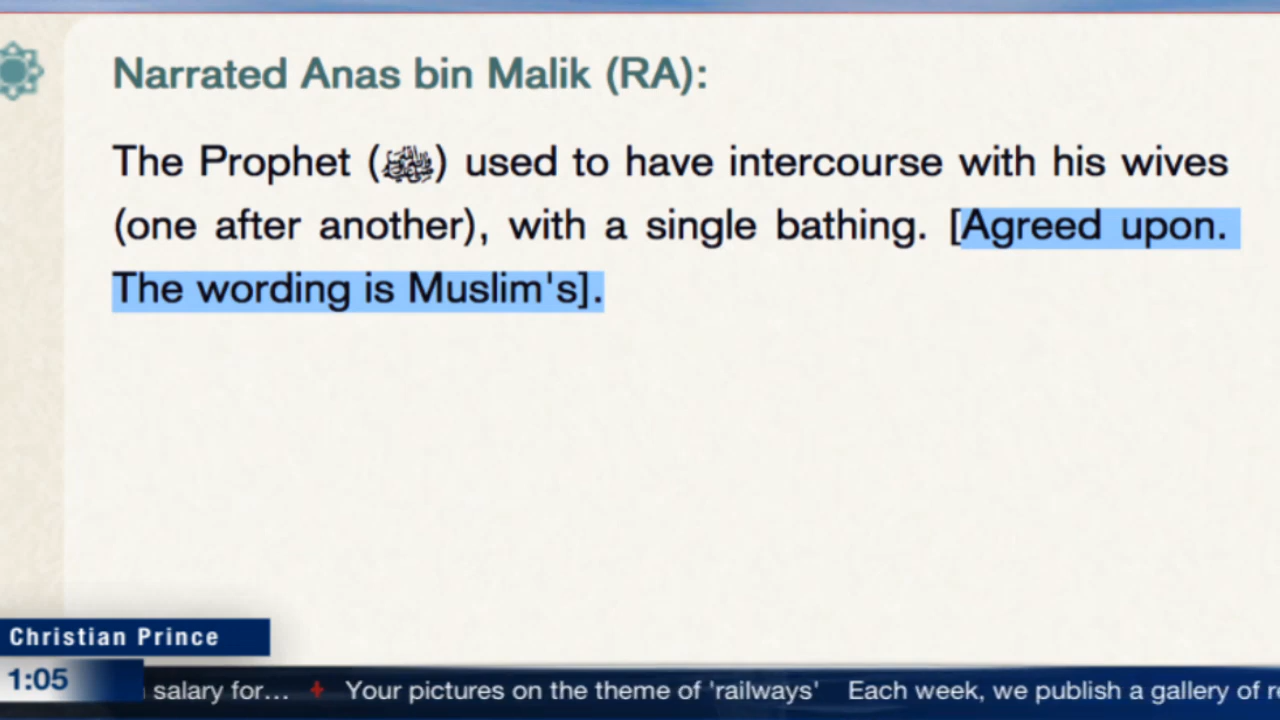 Narrated Anas bin Malik (RA):
The Prophet (ﷺ) used to have intercourse with his wives
(one after another), with a single bathing. [Agreed upon.
The wording is Muslim's].
Christian Prince
1:05
salary for... Your pictures on the theme of 'railways' Each week, we publish a gallery of